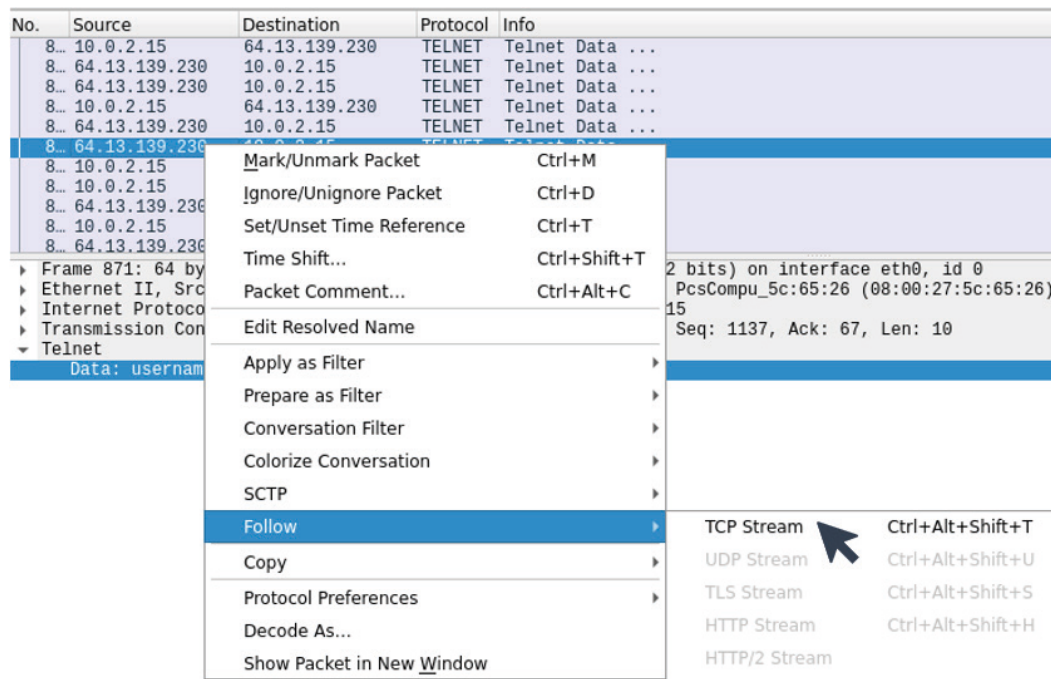 No. Source Destination Protocol Info
8… 10.0.2.15 64.13.139.230 TELNET Telnet Data ...
8… 64.13.139.230 10.0.2.15 TELNET Telnet Data ...
8… 64.13.139.230 10.0.2.15 TELNET Telnet Data ...
8… 10.0.2.15 64.13.139.230 TELNET Telnet Data ...
8… 64.13.139.230 10.0.2.15 TELNET Telnet Data ...
8… 64.13.139.230 10.0.2.15 TELNET Telnet Data ...
8… 10.0.2.15
8… 10.0.2.15
8… 64.13.139.230
8… 10.0.2.15
8… 64.13.139.230
Frame 871: 64 by
2 bits) on interface eth0, id 0
Ethernet II, Src
PcsCompu_5c:65:26 (08:00:27:5c:65:26)
Internet Protoco
15
Transmission Con
Seq: 1137, Ack: 67, Len: 10
Telnet
Data: usernam
Mark/Unmark Packet Ctrl+M
Ignore/Unignore Packet Ctrl+D
Set/Unset Time Reference Ctrl+T
Time Shift... Ctrl+Shift+T
Packet Comment... Ctrl+Alt+C
Edit Resolved Name
Apply as Filter
Prepare as Filter
Conversation Filter
Colorize Conversation
SCTP
Follow
Copy
Protocol Preferences
Decode As...
Show Packet in New Window
TCP Stream Ctrl+Alt+Shift+T
UDP Stream Ctrl+Alt+Shift+U
TLS Stream Ctrl+Alt+Shift+S
HTTP Stream Ctrl+Alt+Shift+H
HTTP/2 Stream